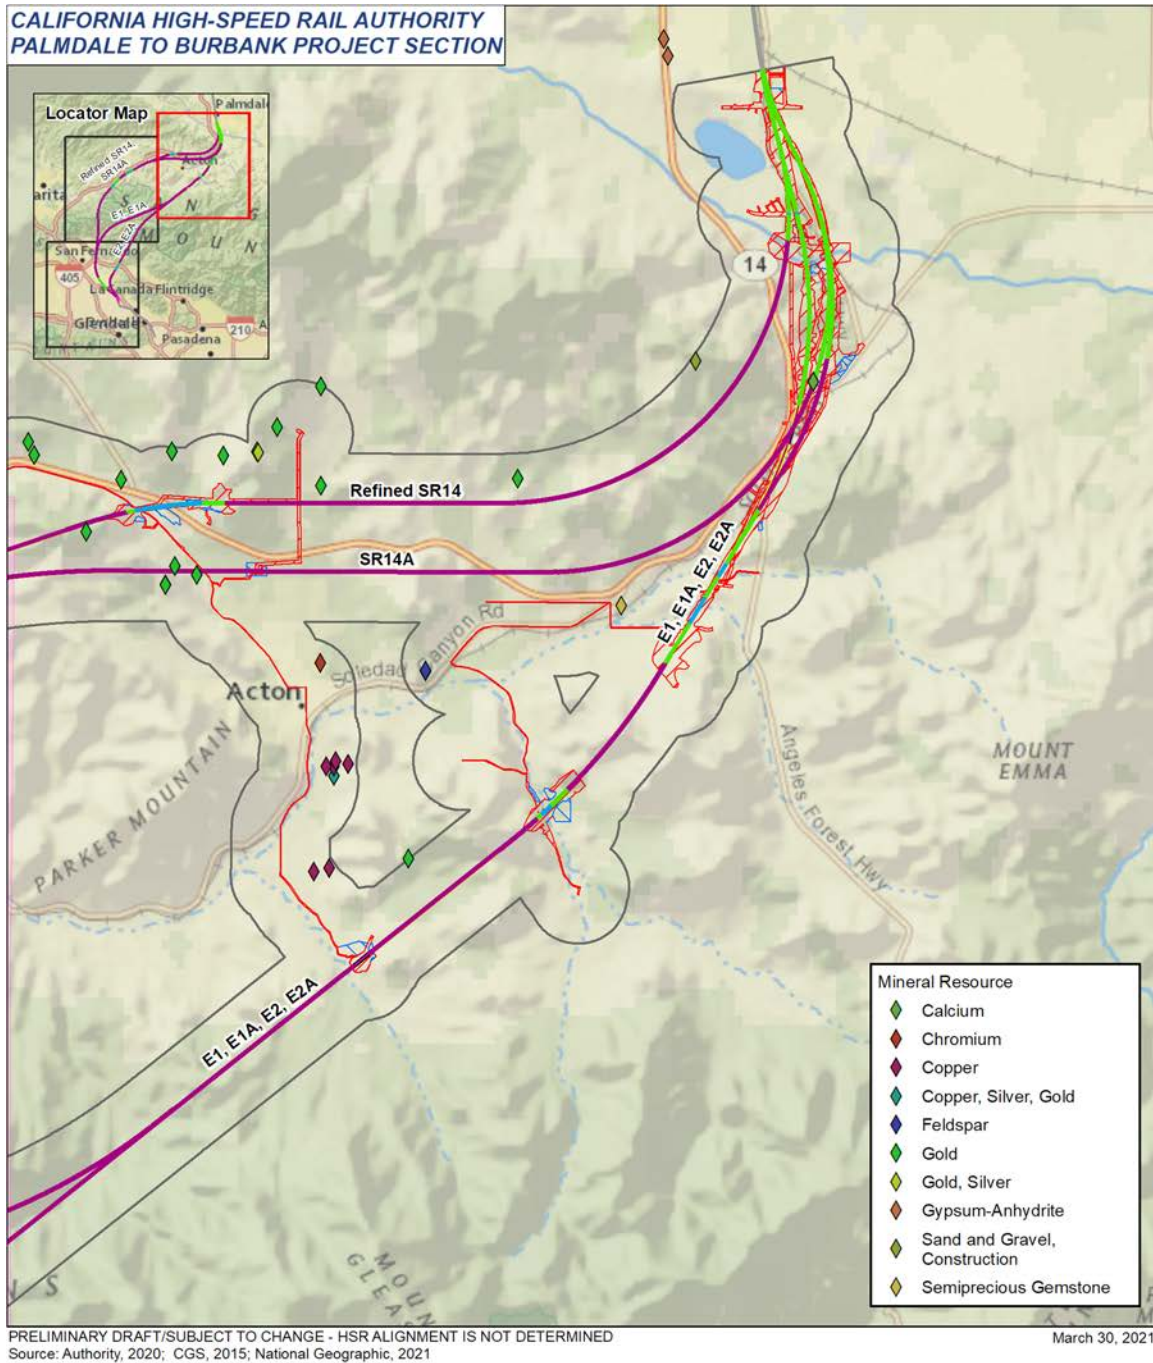 CALIFORNIA HIGH-SPEED RAIL AUTHORITY
PALMDALE TO BURBANK PROJECT SECTION
Locator Map
Palmdal
Refined SR14,
SR14A
Acton
arita
E1, E1A
E2, E2A
S
N
G
M O U N
San Fernando
405
La Canada Flintridge
Glendale
Pasadena
210
A
14
Refined SR14
SR14A
E1, E1A, E2, E2A
Soledad Canyon Rd
Acton
PARKER MOUNTAIN
MOUNT
EMMA
Angeles Forest Hwy
E1, E1A, E2, E2A
S
MOUN
GLEA
Mineral Resource
Calcium
Chromium
Copper
Copper, Silver, Gold
Feldspar
Gold
Gold, Silver
Gypsum-Anhydrite
Sand and Gravel,
Construction
Semiprecious Gemstone
PRELIMINARY DRAFT/SUBJECT TO CHANGE - HSR ALIGNMENT IS NOT DETERMINED
March 30, 2021
Source: Authority, 2020; CGS, 2015; National Geographic, 2021